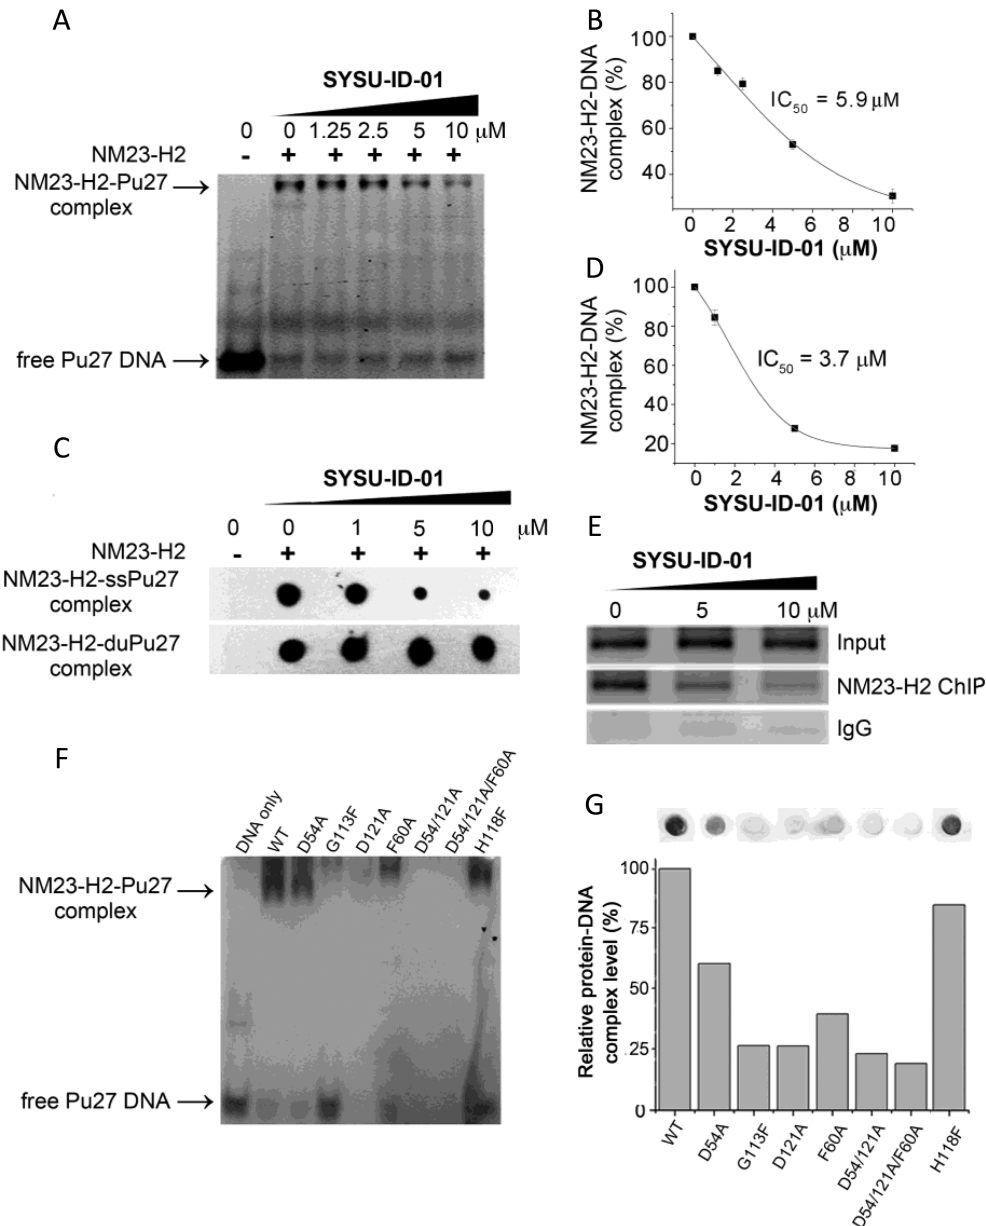 A
SYSU-ID-01
0 0 1.25 2.5 5 10 μM
NM23-H2 - + + + + +
NM23-H2-Pu27 complex
free Pu27 DNA
B
NM23-H2-DNA complex (%)
100
80
60
40
IC50 = 5.9 μM
0 2 4 6 8 10
SYSU-ID-01 (μM)
C
SYSU-ID-01
0 0 1 5 10 μM
NM23-H2 - + + + +
NM23-H2-ssPu27 complex
NM23-H2-duPu27 complex
D
NM23-H2-DNA complex (%)
100
80
60
40
20
IC50 = 3.7 μM
0 2 4 6 8 10
SYSU-ID-01 (μM)
E
SYSU-ID-01
0 5 10 μM
Input
NM23-H2 ChIP
IgG
F
DNA only
WT
D54A
G113F
D121A
F60A
D54/121A
D54/121A/F60A
H118F
NM23-H2-Pu27 complex
free Pu27 DNA
G
Relative protein-DNA complex level (%)
100
75
50
25
0
WT
D54A
G113F
D121A
F60A
D54/121A
D54/121A/F60A
H118F